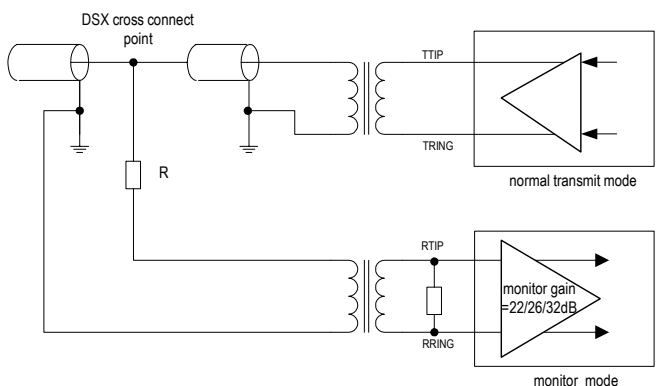 DSX cross connect
point
TTIP
TRING
normal transmit mode
R
RTIP
monitor gain
=22/26/32dB
RRING
monitor mode